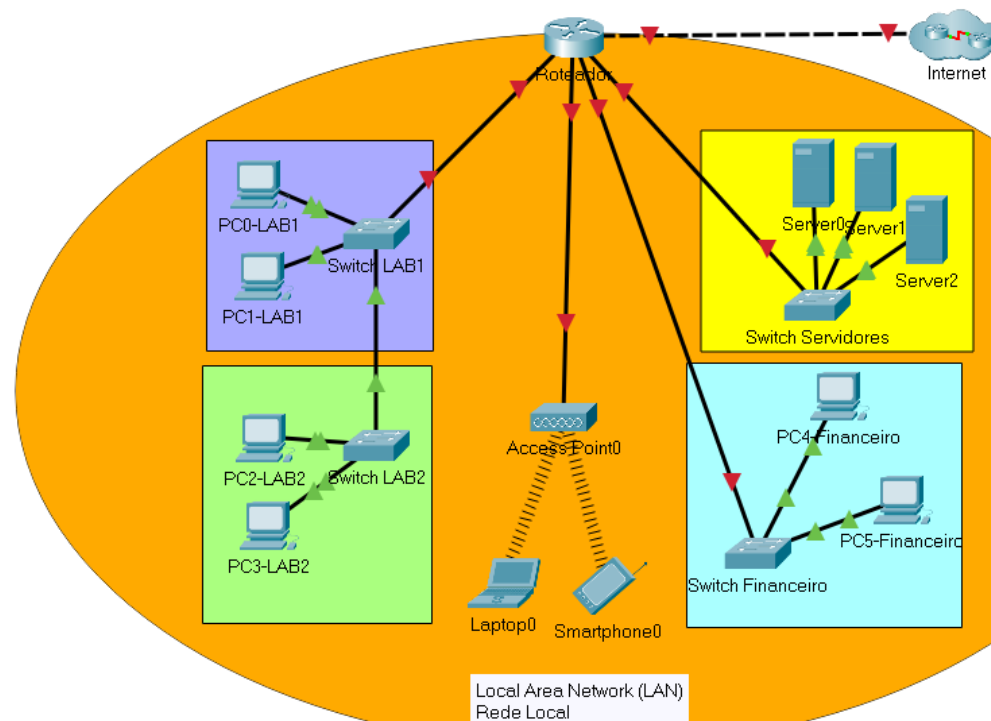 Roteador
Internet
PC0-LAB1
Switch LAB1
PC1-LAB1
Server0
Server1
Server2
Switch Servidores
PC2-LAB2
Switch LAB2
PC3-LAB2
Access Point0
Laptop0
Smartphone0
PC4-Financeiro
PC5-Financeiro
Switch Financeiro
Local Area Network (LAN)
Rede Local